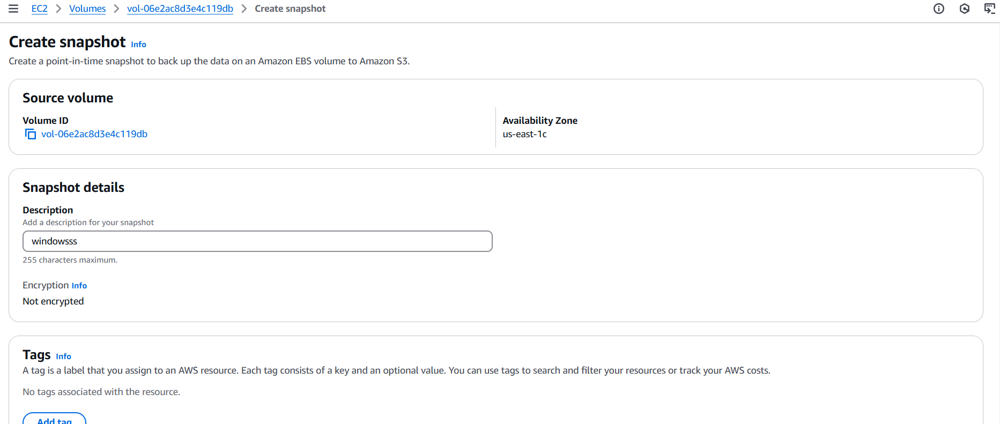 EC2 > Volumes > vol-06e2ac8d3e4c119db > Create snapshot
Create snapshot Info
Create a point-in-time snapshot to back up the data on an Amazon EBS volume to Amazon S3.
Source volume
Volume ID
vol-06e2ac8d3e4c119db
Availability Zone
us-east-1c
Snapshot details
Description
Add a description for your snapshot
windowsss
255 characters maximum.
Encryption Info
Not encrypted
Tags Info
A tag is a label that you assign to an AWS resource. Each tag consists of a key and an optional value. You can use tags to search and filter your resources or track your AWS costs.
No tags associated with the resource.
Add tag